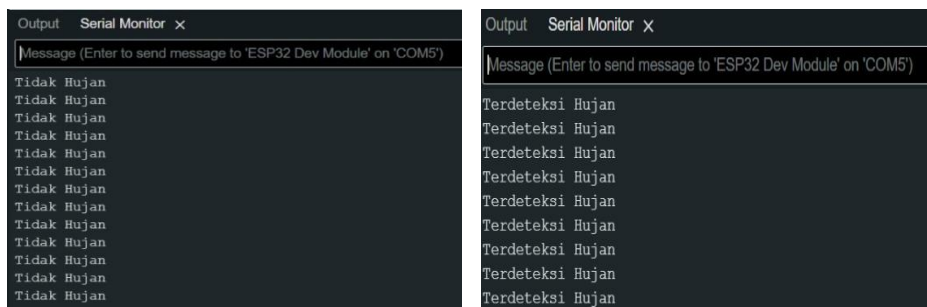 Output Serial Monitor ×
Message (Enter to send message to 'ESP32 Dev Module' on 'COM5')
Tidak Hujan
Tidak Hujan
Tidak Hujan
Tidak Hujan
Tidak Hujan
Tidak Hujan
Tidak Hujan
Tidak Hujan
Tidak Hujan
Tidak Hujan
Tidak Hujan
Tidak Hujan
Tidak Hujan
Output Serial Monitor ×
Message (Enter to send message to 'ESP32 Dev Module' on 'COM5')
Terdeteksi Hujan
Terdeteksi Hujan
Terdeteksi Hujan
Terdeteksi Hujan
Terdeteksi Hujan
Terdeteksi Hujan
Terdeteksi Hujan
Terdeteksi Hujan
Terdeteksi Hujan